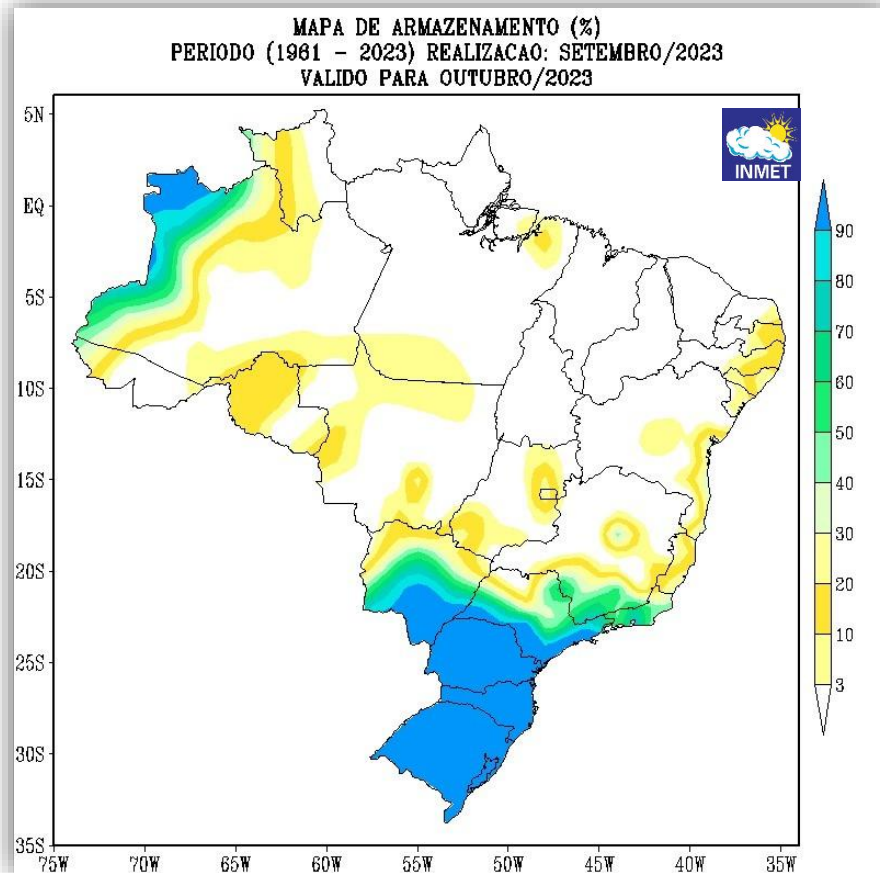 MAPA DE ARMAZENAMENTO (%)
PERIODO (1961 - 2023) REALIZACAO: SETEMBRO/2023
VALIDO PARA OUTUBRO/2023
INMET
5N
EQ
5S
10S
15S
20S
25S
30S
35S
75W 70W 65W 60W 55W 50W 45W 40W 35W
90
80
70
60
50
40
30
20
10
3